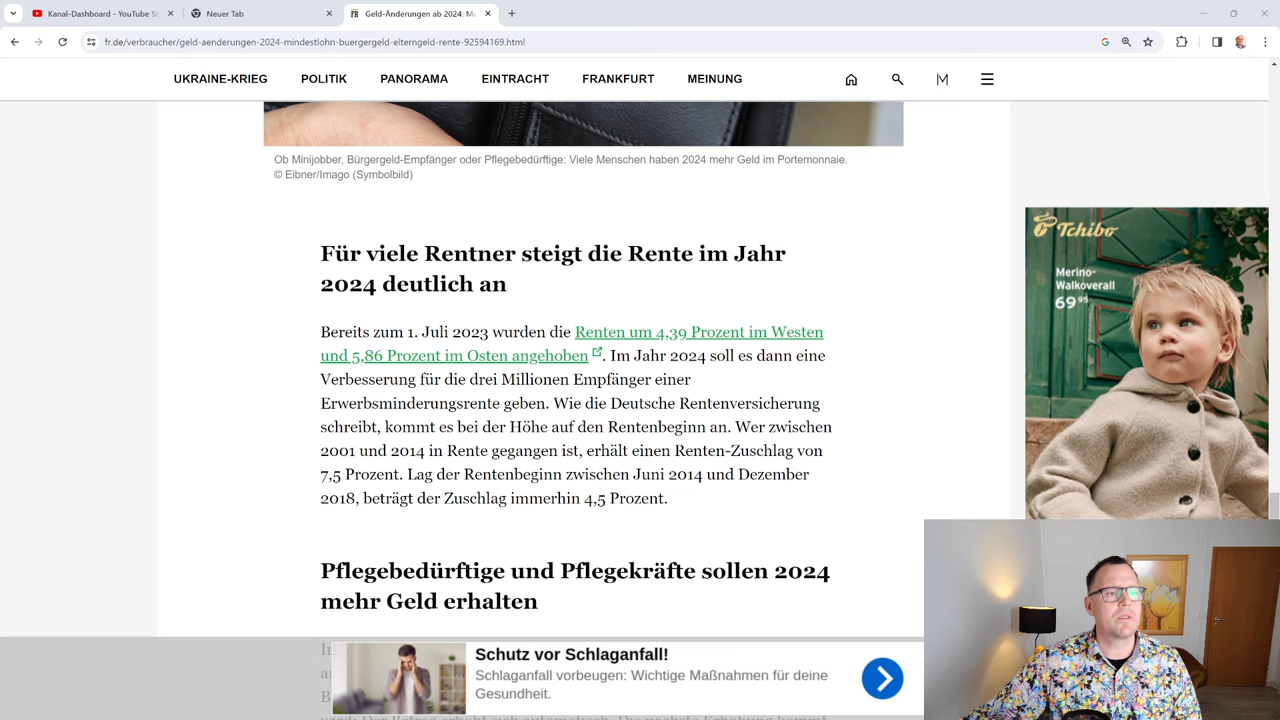 Kanal-Dashboard - YouTube St
Neuer Tab
Geld-Änderungen ab 2024: M
fr.de/verbraucher/geld-aenderungen-2024-mindestlohn-buergergeld-elterngeld-rente-92594169.html
UKRAINE-KRIEG POLITIK PANORAMA EINTRACHT FRANKFURT MEINUNG
Ob Minijobber, Bürgergeld-Empfänger oder Pflegebedürftige: Viele Menschen haben 2024 mehr Geld im Portemonnaie.
© Eibner/Imago (Symbolbild)
Für viele Rentner steigt die Rente im Jahr
2024 deutlich an
Bereits zum 1. Juli 2023 wurden die Renten um 4,39 Prozent im Westen
und 5,86 Prozent im Osten angehoben. Im Jahr 2024 soll es dann eine
Verbesserung für die drei Millionen Empfänger einer
Erwerbsminderungsrente geben. Wie die Deutsche Rentenversicherung
schreibt, kommt es bei der Höhe auf den Rentenbeginn an. Wer zwischen
2001 und 2014 in Rente gegangen ist, erhält einen Renten-Zuschlag von
7,5 Prozent. Lag der Rentenbeginn zwischen Juni 2014 und Dezember
2018, beträgt der Zuschlag immerhin 4,5 Prozent.
Pflegebedürftige und Pflegekräfte sollen 2024
mehr Geld erhalten
Tchibo
Merino-
Walkoverall
69 95
Schutz vor Schlaganfall!
Schlaganfall vorbeugen: Wichtige Maßnahmen für deine
Gesundheit.